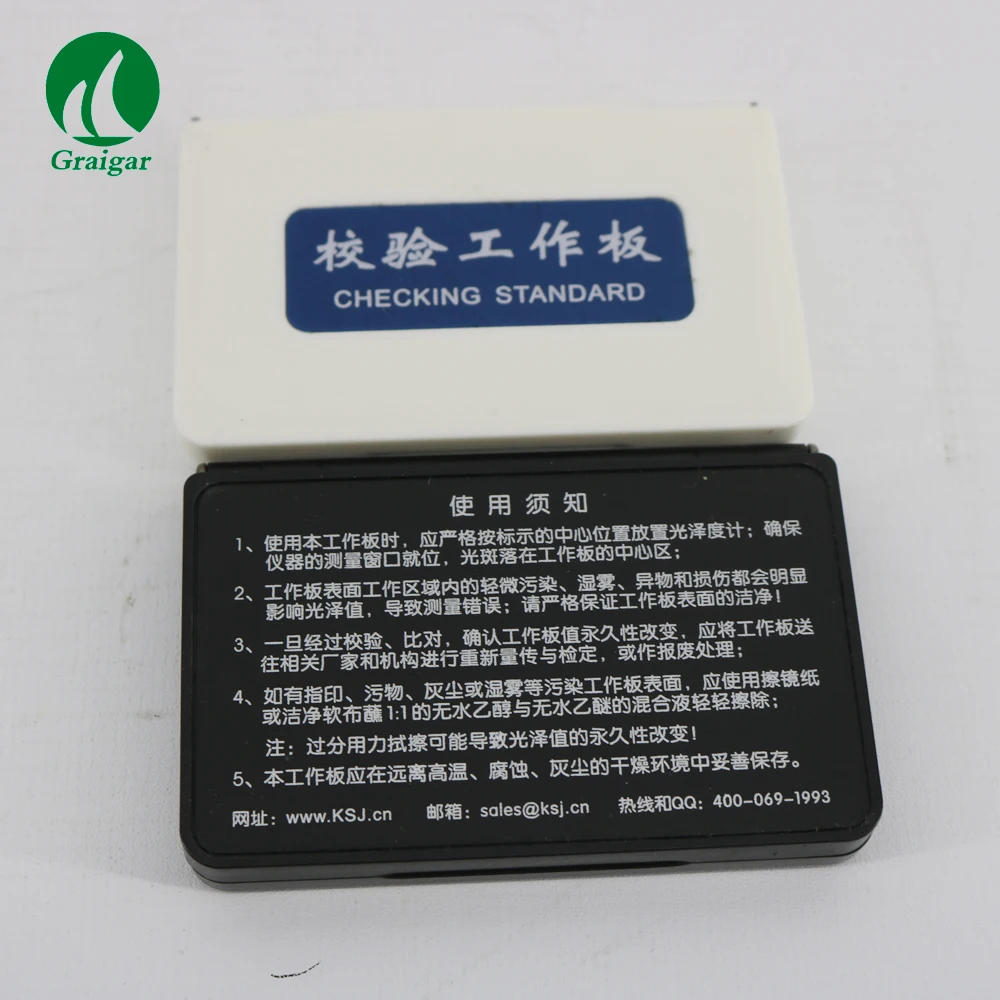 Graigar
校验工作板
CHECKING STANDARD
使用须知
1、使用本工作板时，应严格按标示的中心位置放置光泽度计；确保
仪器的测量窗口就位，光斑落在工作板的中心区；
2、工作板表面工作区域内的轻微污染、湿雾、异物和损伤都会明显
影响光泽值，导致测量错误；请严格保证工作板表面的洁净！
3、一旦经过校验、比对，确认工作板值永久性改变，应将工作板送
往相关厂家和机构进行重新量传与检定，或作报废处理；
4、如有指印、污物、灰尘或湿雾等污染工作板表面，应使用擦镜纸
或洁净软布蘸1:1的无水乙醇与无水乙醚的混合液轻轻擦除；
注：过分用力拭擦可能导致光泽值的永久性改变！
5、本工作板应在远离高温、腐蚀、灰尘的干燥环境中妥善保存。
网址：www.KSJ.cn 邮箱：sales@ksj.cn 热线和QQ：400-069-1993